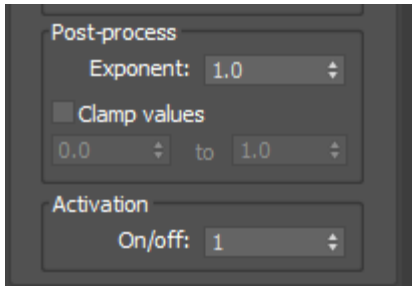 Post-process
Exponent: 1.0
Clamp values
0.0 to 1.0
Activation
On/off: 1